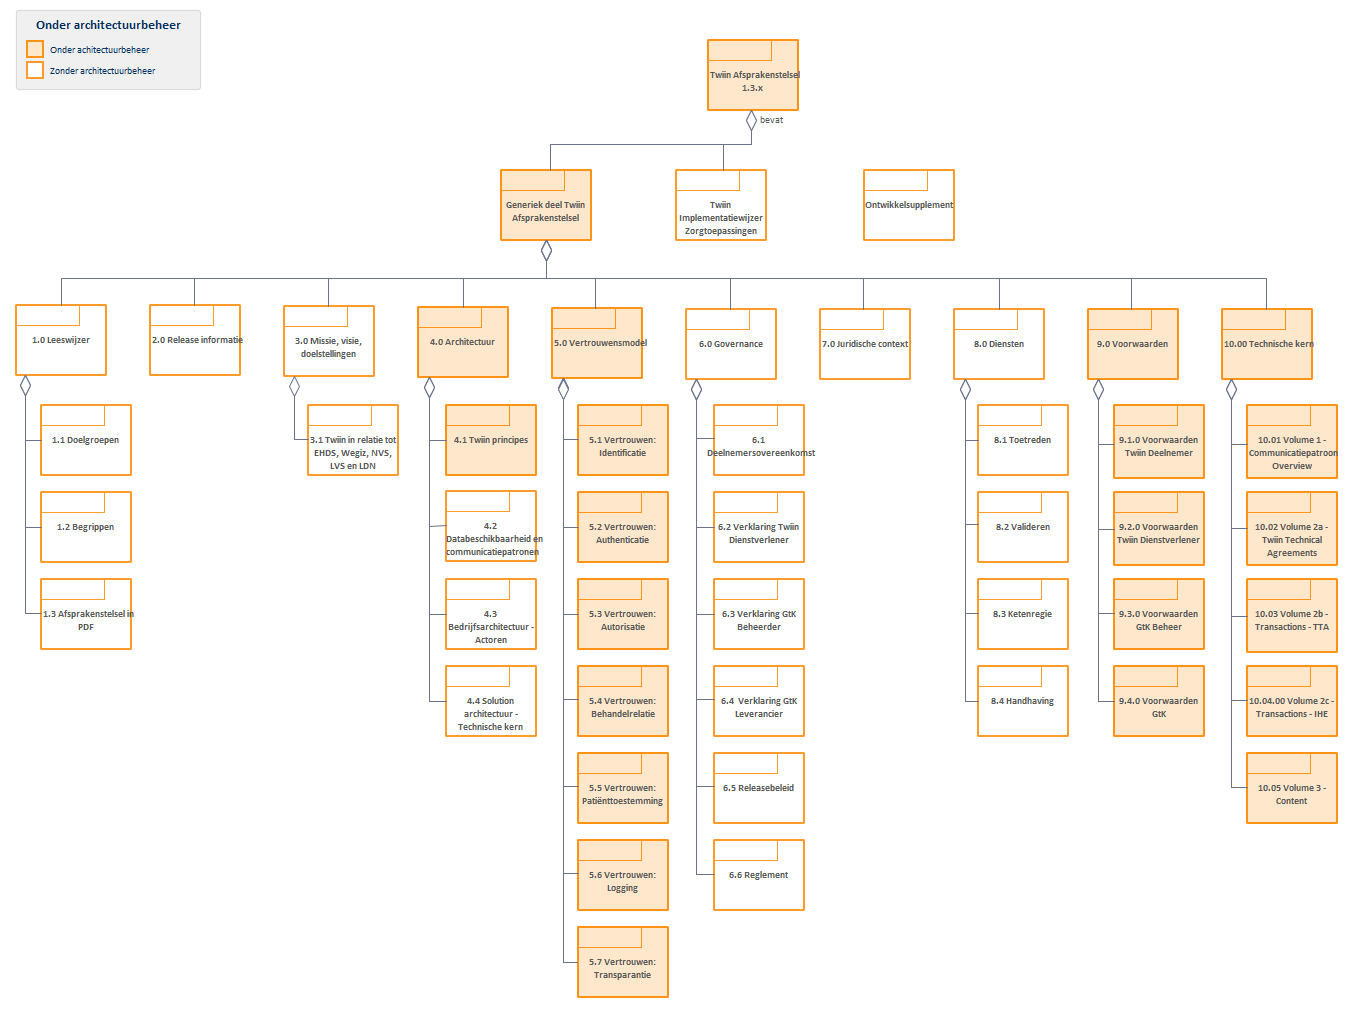 Onder architectuurbeheer
Onder achitectuurbeheer
Zonder architectuurbeheer
Twiin Afsprakenstelsel
1.3.x
bevat
Generiek deel Twiin
Afsprakenstelsel
Twiin
Implementatiewijzer
Zorgtoepassingen
Ontwikkelsupplement
1.0 Leeswijzer
2.0 Release informatie
3.0 Missie, visie,
doelstellingen
4.0 Architectuur
5.0 Vertrouwensmodel
6.0 Governance
7.0 Juridische context
8.0 Diensten
9.0 Voorwaarden
10.00 Technische kern
1.1 Doelgroepen
1.2 Begrippen
1.3 Afsprakenstelsel in
PDF
3.1 Twiin in relatie tot
EHDS, Wegiz, NVS,
LVS en LDN
4.1 Twiin principes
4.2
Databeschikbaarheid en
communicatiepatronen
4.3
Bedrijfsarchitectuur -
Actoren
4.4 Solution
architectuur -
Technische kern
5.1 Vertrouwen:
Identificatie
5.2 Vertrouwen:
Authenticatie
5.3 Vertrouwen:
Autorisatie
5.4 Vertrouwen:
Behandelrelatie
5.5 Vertrouwen:
Patiënttoestemming
5.6 Vertrouwen:
Logging
5.7 Vertrouwen:
Transparantie
6.1
Deelnemersovereenkomst
6.2 Verklaring Twiin
Dienstverlener
6.3 Verklaring GtK
Beheerder
6.4 Verklaring GtK
Leverancier
6.5 Releasebeleid
6.6 Reglement
8.1 Toetreden
8.2 Valideren
8.3 Ketenregie
8.4 Handhaving
9.1.0 Voorwaarden
Twiin Deelnemer
9.2.0 Voorwaarden
Twiin Dienstverlener
9.3.0 Voorwaarden
GtK Beheer
9.4.0 Voorwaarden
GtK
10.01 Volume 1 -
Communicatiepatroon
Overview
10.02 Volume 2a -
Twiin Technical
Agreements
10.03 Volume 2b -
Transactions - TTA
10.04.00 Volume 2c -
Transactions - IHE
10.05 Volume 3 -
Content